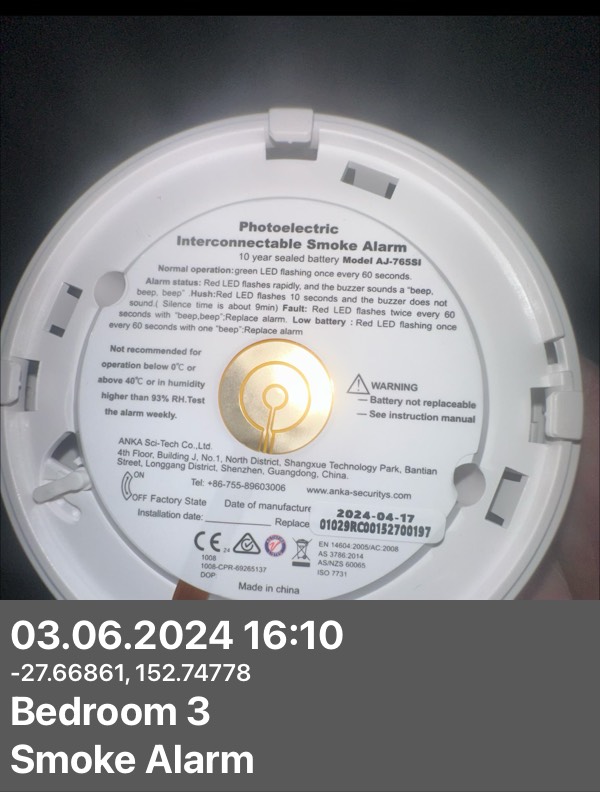 Photoelectric
Interconnectable Smoke Alarm
10 year sealed battery Model AJ-765SI
Normal operation:green LED flashing once every 60 seconds.
Alarm status: Red LED flashes rapidly, and the buzzer sounds a "beep,
beep, beep" Hush:Red LED flashes 10 seconds and the buzzer does not
sound.( Silence time is about 9min) Fault: Red LED flashes twice every 60
seconds with "beep,beep":Replace alarm. Low battery : Red LED flashing once
every 60 seconds with one "beep":Replace alarm
Not recommended for
operation below 0℃ or
above 40℃ or in humidity
higher than 93% RH.Test
the alarm weekly.
WARNING
— Battery not replaceable
— See instruction manual
ANKA Sci-Tech Co.,Ltd.
4th Floor, Building J, No.1, North District, Shangxue Technology Park, Bantian
Street, Longgang District, Shenzhen, Guangdong, China.
Tel: +86-755-89603006 www.anka-securitys.com
ON
OFF Factory State
Date of manufacture
2024-04-17
Installation date: Replace
01029RC00152700197
CE 24
1008
1008-CPR-69265137
DOP:
EN 14604:2005/AC:2008
AS 3786:2014
AS/NZS 60065
ISO 7731
Made in china
03.06.2024 16:10
-27.66861, 152.74778
Bedroom 3
Smoke Alarm